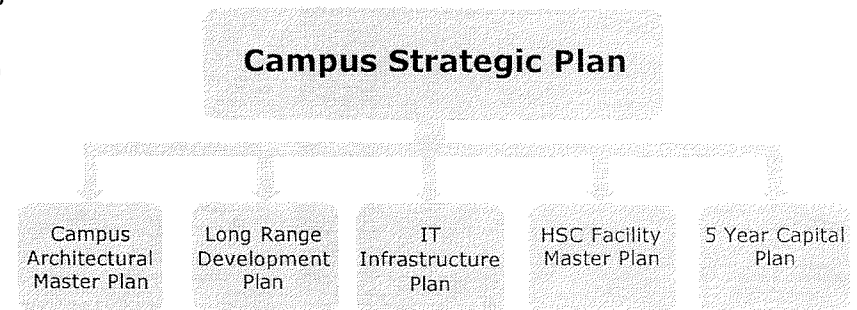 Campus Strategic Plan
Campus
Architectural
Master Plan
Long Range
Development
Plan
IT
Infrastructure
Plan
HSC Facility
Master Plan
5 Year Capital
Plan